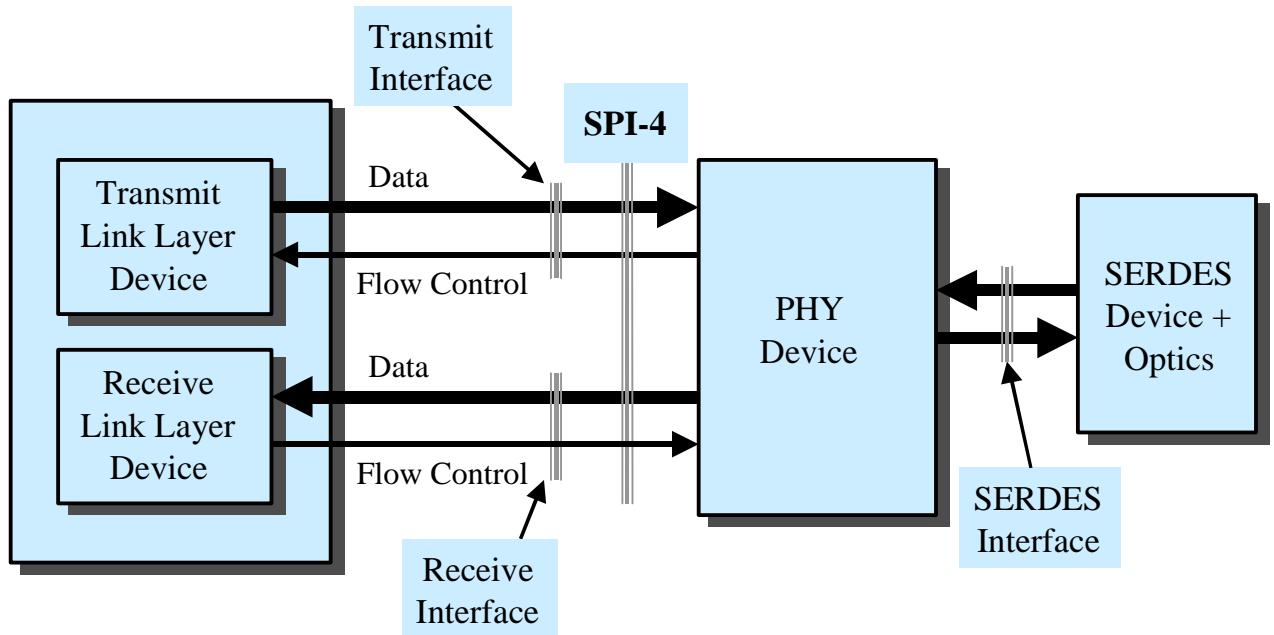 Transmit
Interface
SPI-4
Transmit
Link Layer
Device
Data
Flow Control
Receive
Link Layer
Device
Data
Flow Control
PHY
Device
SERDES
Device +
Optics
Receive
Interface
SERDES
Interface